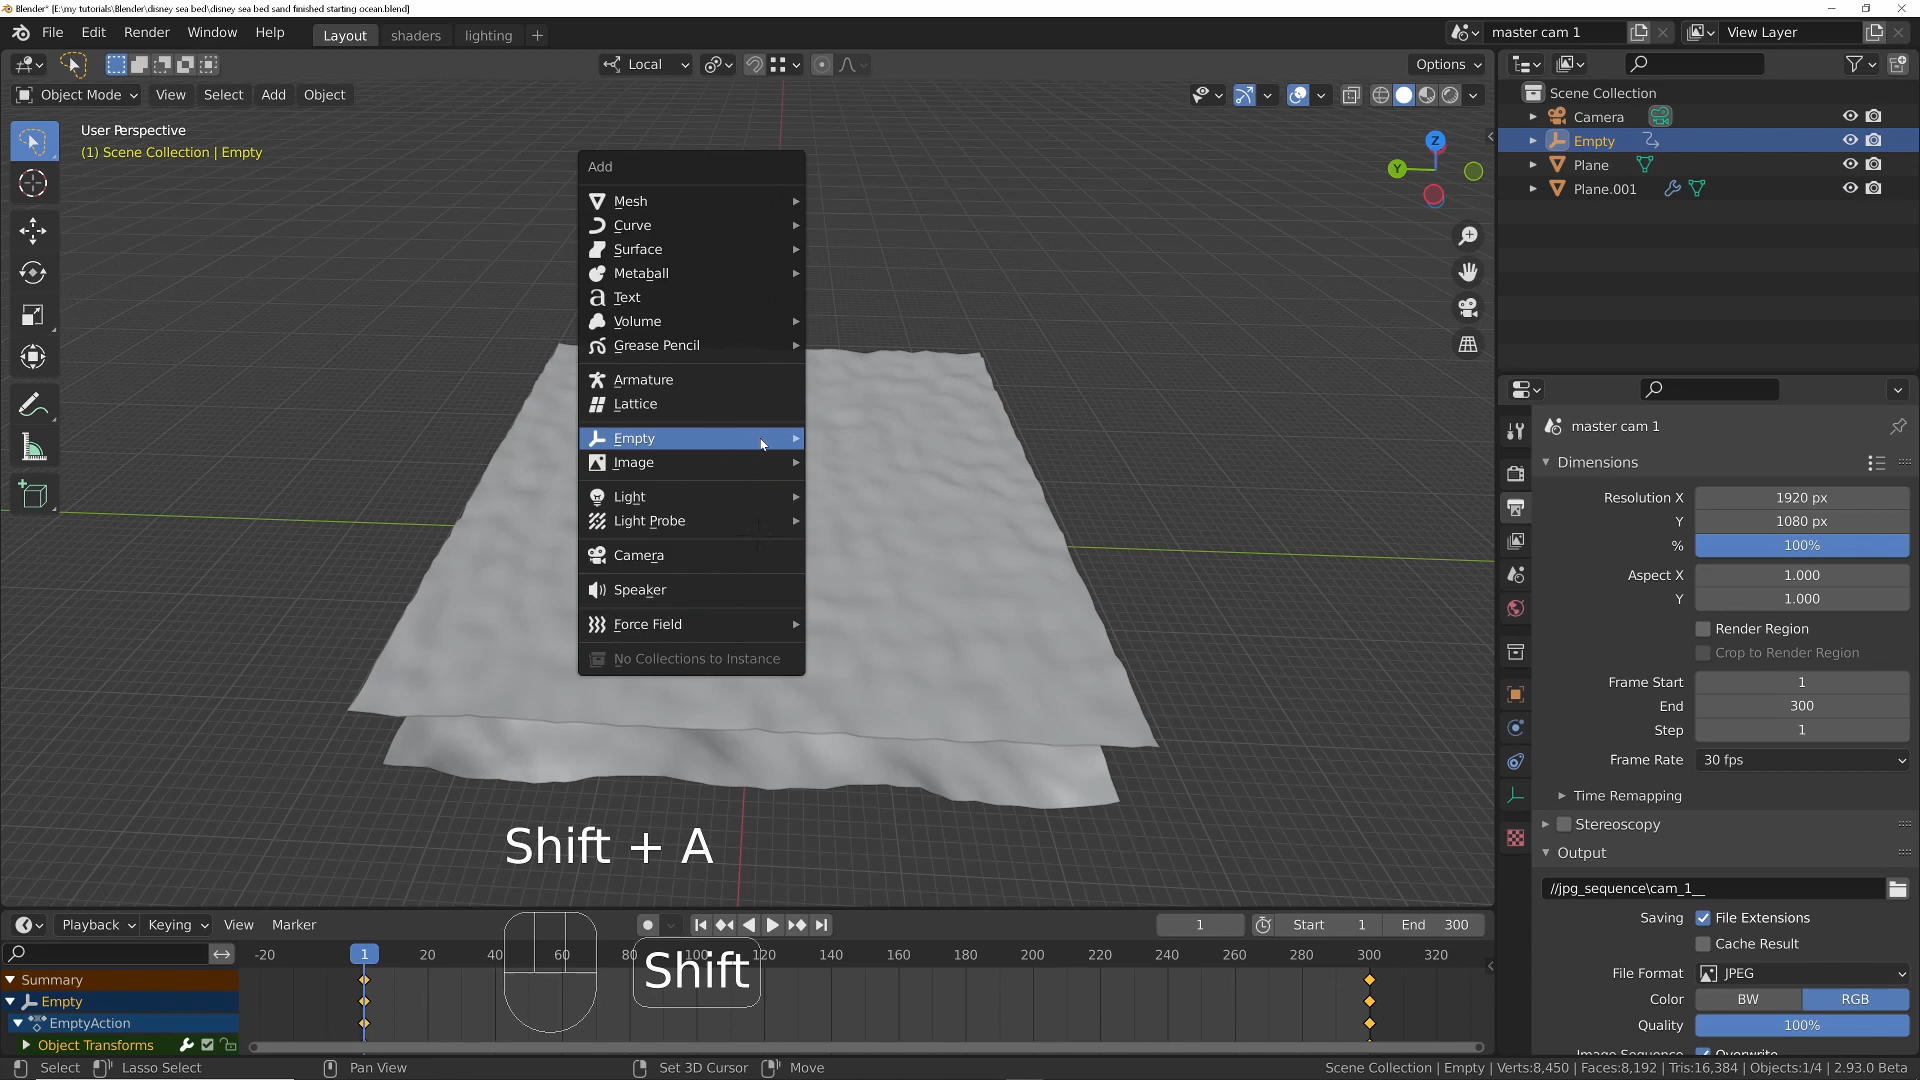 Blender* [E:\my tutorials\Blender\disney sea bed\disney sea bed sand finished starting ocean.blend]
File Edit Render Window Help Layout shaders lighting + master cam 1 View Layer
Local Options
Object Mode View Select Add Object
User Perspective
(1) Scene Collection | Empty
Scene Collection
Camera
Empty
Plane
Plane.001
Z
Y
Add
Mesh
Curve
Surface
Metaball
Text
Volume
Grease Pencil
Armature
Lattice
Empty
Image
Light
Light Probe
Camera
Speaker
Force Field
No Collections to Instance
Shift + A
master cam 1
Dimensions
Resolution X 1920 px
Y 1080 px
% 100%
Aspect X 1.000
Y 1.000
Render Region
Crop to Render Region
Frame Start 1
End 300
Step 1
Frame Rate 30 fps
Time Remapping
Stereoscopy
Output
//jpg_sequence\cam_1__
Saving File Extensions
Cache Result
File Format JPEG
Color BW RGB
Quality 100%
Image Sequence Overwrite
Playback Keying View Marker 1 Start 1 End 300
-20 1 20 40 60 100 120 140 160 180 200 220 240 260 280 300 320
Shift
Summary
Empty
EmptyAction
Object Transforms
Select Lasso Select Pan View Set 3D Cursor Move Scene Collection | Empty | Verts:8,450 | Faces:8,192 | Tris:16,384 | Objects:1/4 | 2.93.0 Beta